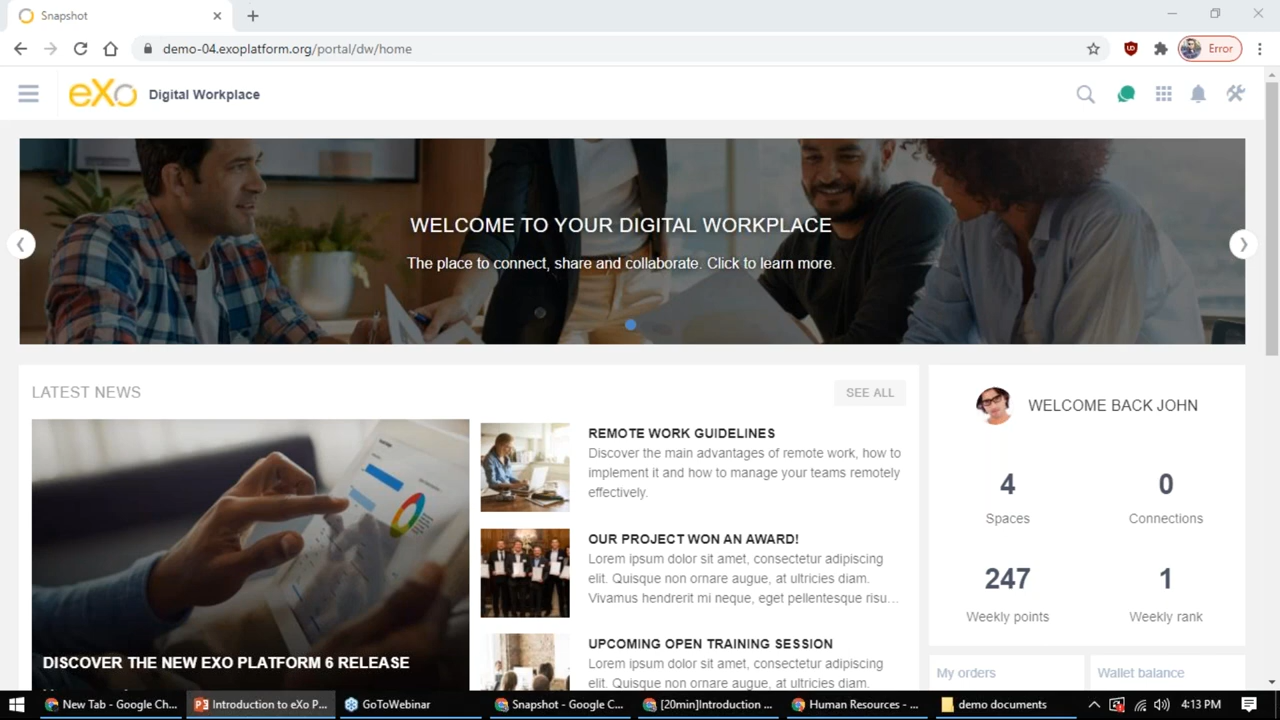 Snapshot
demo-04.exoplatform.org/portal/dw/home
Error
eXo
Digital Workplace
WELCOME TO YOUR DIGITAL WORKPLACE
The place to connect, share and collaborate. Click to learn more.
LATEST NEWS
SEE ALL
DISCOVER THE NEW EXO PLATFORM 6 RELEASE
REMOTE WORK GUIDELINES
Discover the main advantages of remote work, how to
implement it and how to manage your teams remotely
effectively.
OUR PROJECT WON AN AWARD!
Lorem ipsum dolor sit amet, consectetur adipiscing
elit. Quisque non ornare augue, at ultricies diam.
Vivamus hendrerit mi neque, eget pellentesque risu...
UPCOMING OPEN TRAINING SESSION
Lorem ipsum dolor sit amet, consectetur adipiscing
elit. Quisque non ornare augue, at ultricies diam.
WELCOME BACK JOHN
4
Spaces
0
Connections
247
Weekly points
1
Weekly rank
My orders
Wallet balance
New Tab - Google Ch...
Introduction to eXo P...
GoToWebinar
Snapshot - Google C...
[20min]Introduction ...
Human Resources - ...
demo documents
4:13 PM